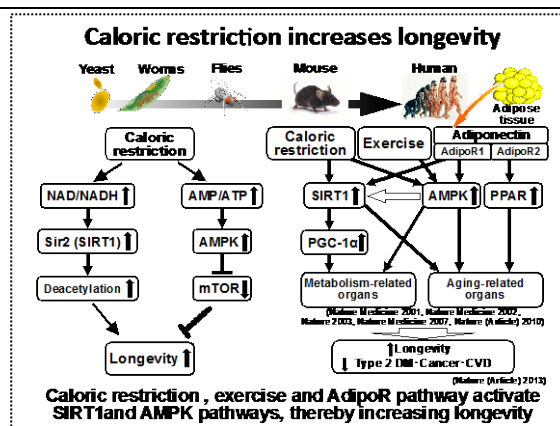 Caloric restriction increases longevity
Yeast Worms Flies Mouse Human
Adipose
tissue
Caloric
restriction
NAD/NADH ↑ AMP/ATP ↑
Sir2 (SIRT1) ↑ AMPK ↑
Deacetylation ↑ mTOR ↓
Longevity ↑
Caloric
restriction
Exercise
Adiponectin
AdipoR1 AdipoR2
SIRT1 ↑ AMPK ↑ PPAR ↑
PGC-1α ↑
Metabolism-related
organs
Aging-related
organs
(Nature Medicine 2001, Nature Medicine 2002,
Nature 2003, Nature Medicine 2007, Nature (Article) 2010)
↑Longevity
↓ Type 2 DM·Cancer·CVD
(Nature (Article) 2013)
Caloric restriction , exercise and AdipoR pathway activate
SIRT1and AMPK pathways, thereby increasing longevity